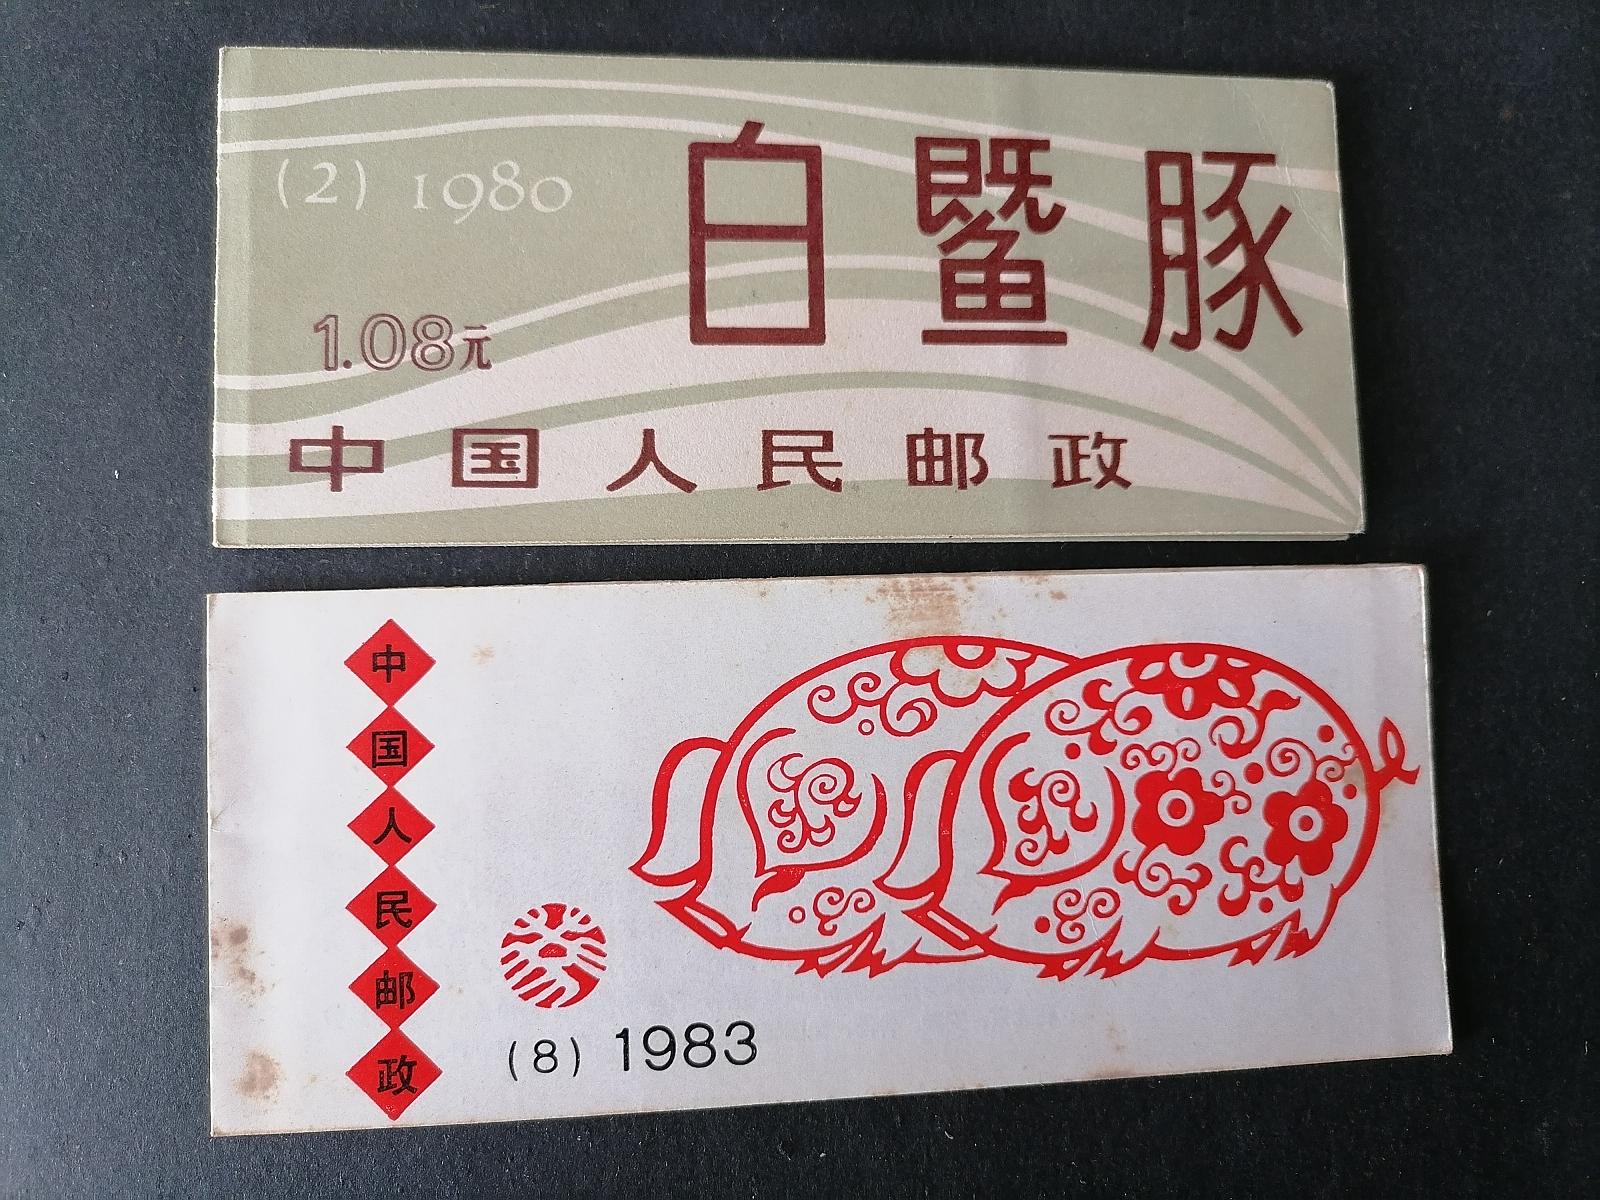 (2) 1980
白鱀豚
1.08元
中国人民邮政
中国人民邮政
(8) 1983